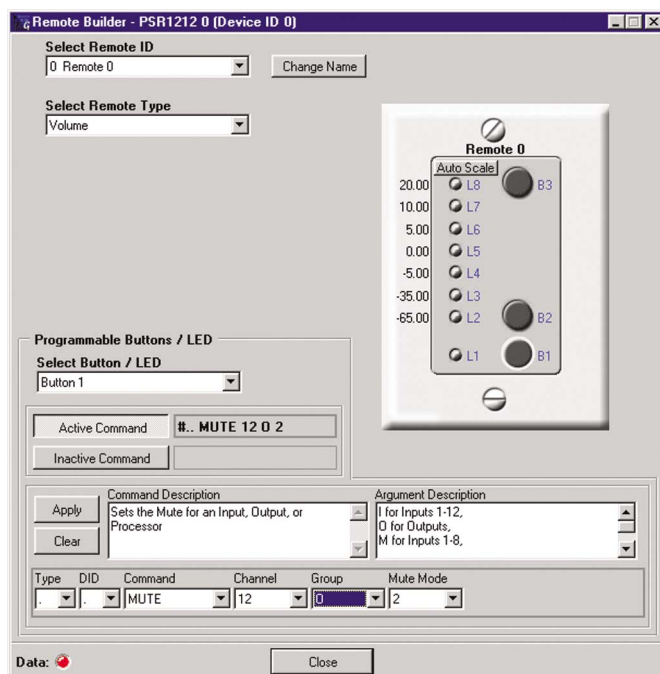 Remote Builder - PSR1212 0 (Device ID 0)
Select Remote ID
0 Remote 0
Change Name
Select Remote Type
Volume
Remote 0
Auto Scale
20.00 L8 B3
10.00 L7
5.00 L6
0.00 L5
-5.00 L4
-35.00 L3
-65.00 L2 B2
L1 B1
Programmable Buttons / LED
Select Button / LED
Button 1
Active Command #.. MUTE 12 O 2
Inactive Command
Apply
Clear
Command Description
Sets the Mute for an Input, Output, or
Processor
Argument Description
I for Inputs 1-12,
O for Outputs,
M for Inputs 1-8,
Type DID Command Channel Group Mute Mode
. . MUTE 12 O 2
Data: Close